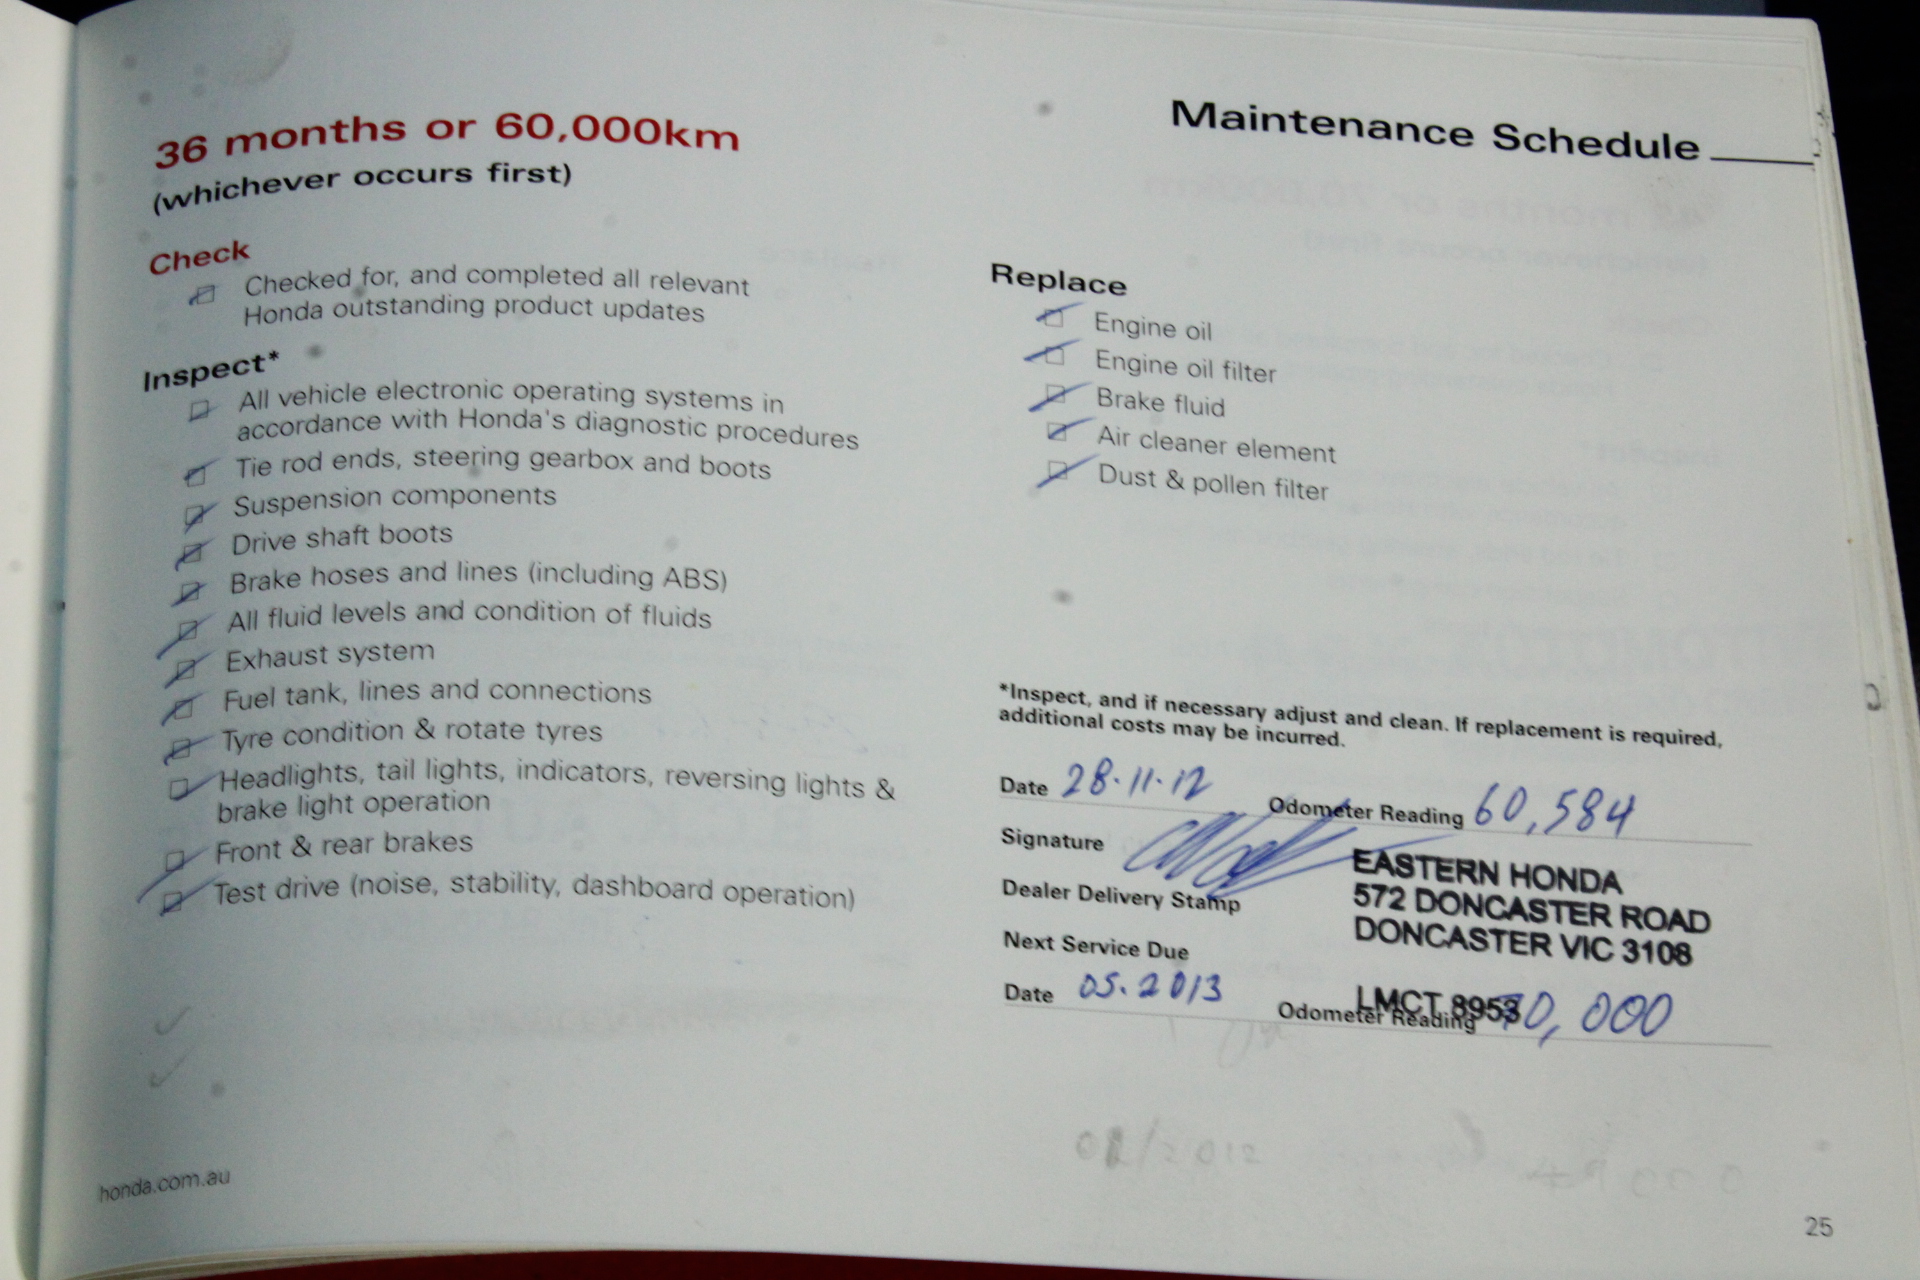 36 months or 60,000km
(whichever occurs first)
Check
Checked for, and completed all relevant
Honda outstanding product updates
Inspect*
All vehicle electronic operating systems in
accordance with Honda's diagnostic procedures
Tie rod ends, steering gearbox and boots
Suspension components
Drive shaft boots
Brake hoses and lines (including ABS)
All fluid levels and condition of fluids
Exhaust system
Fuel tank, lines and connections
Tyre condition & rotate tyres
Headlights, tail lights, indicators, reversing lights &
brake light operation
Front & rear brakes
Test drive (noise, stability, dashboard operation)
honda.com.au
Maintenance Schedule
Replace
Engine oil
Engine oil filter
Brake fluid
Air cleaner element
Dust & pollen filter
*Inspect, and if necessary adjust and clean. If replacement is required,
additional costs may be incurred.
Date 28.11.12 Odometer Reading 60,584
Signature
Dealer Delivery Stamp
EASTERN HONDA
572 DONCASTER ROAD
DONCASTER VIC 3108
LMCT 8953
Next Service Due
Date 05.2013 Odometer Reading 70,000
25